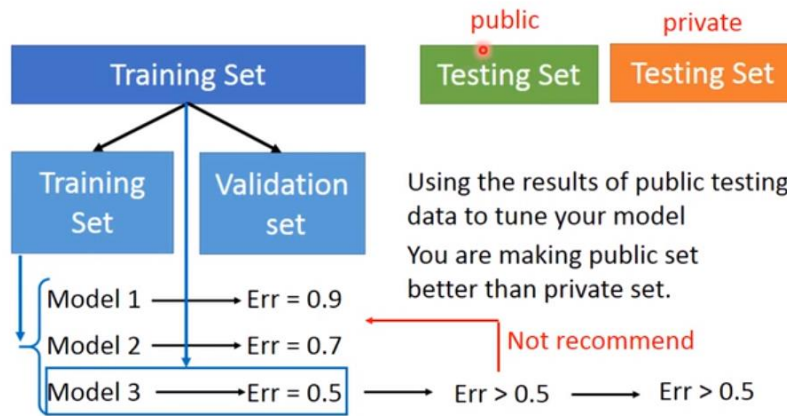 public
private
Training Set
Testing Set
Testing Set
Training
Set
Validation
set
Using the results of public testing
data to tune your model
You are making public set
better than private set.
Model 1
Err = 0.9
Model 2
Err = 0.7
Not recommend
Model 3
Err = 0.5
Err > 0.5
Err > 0.5